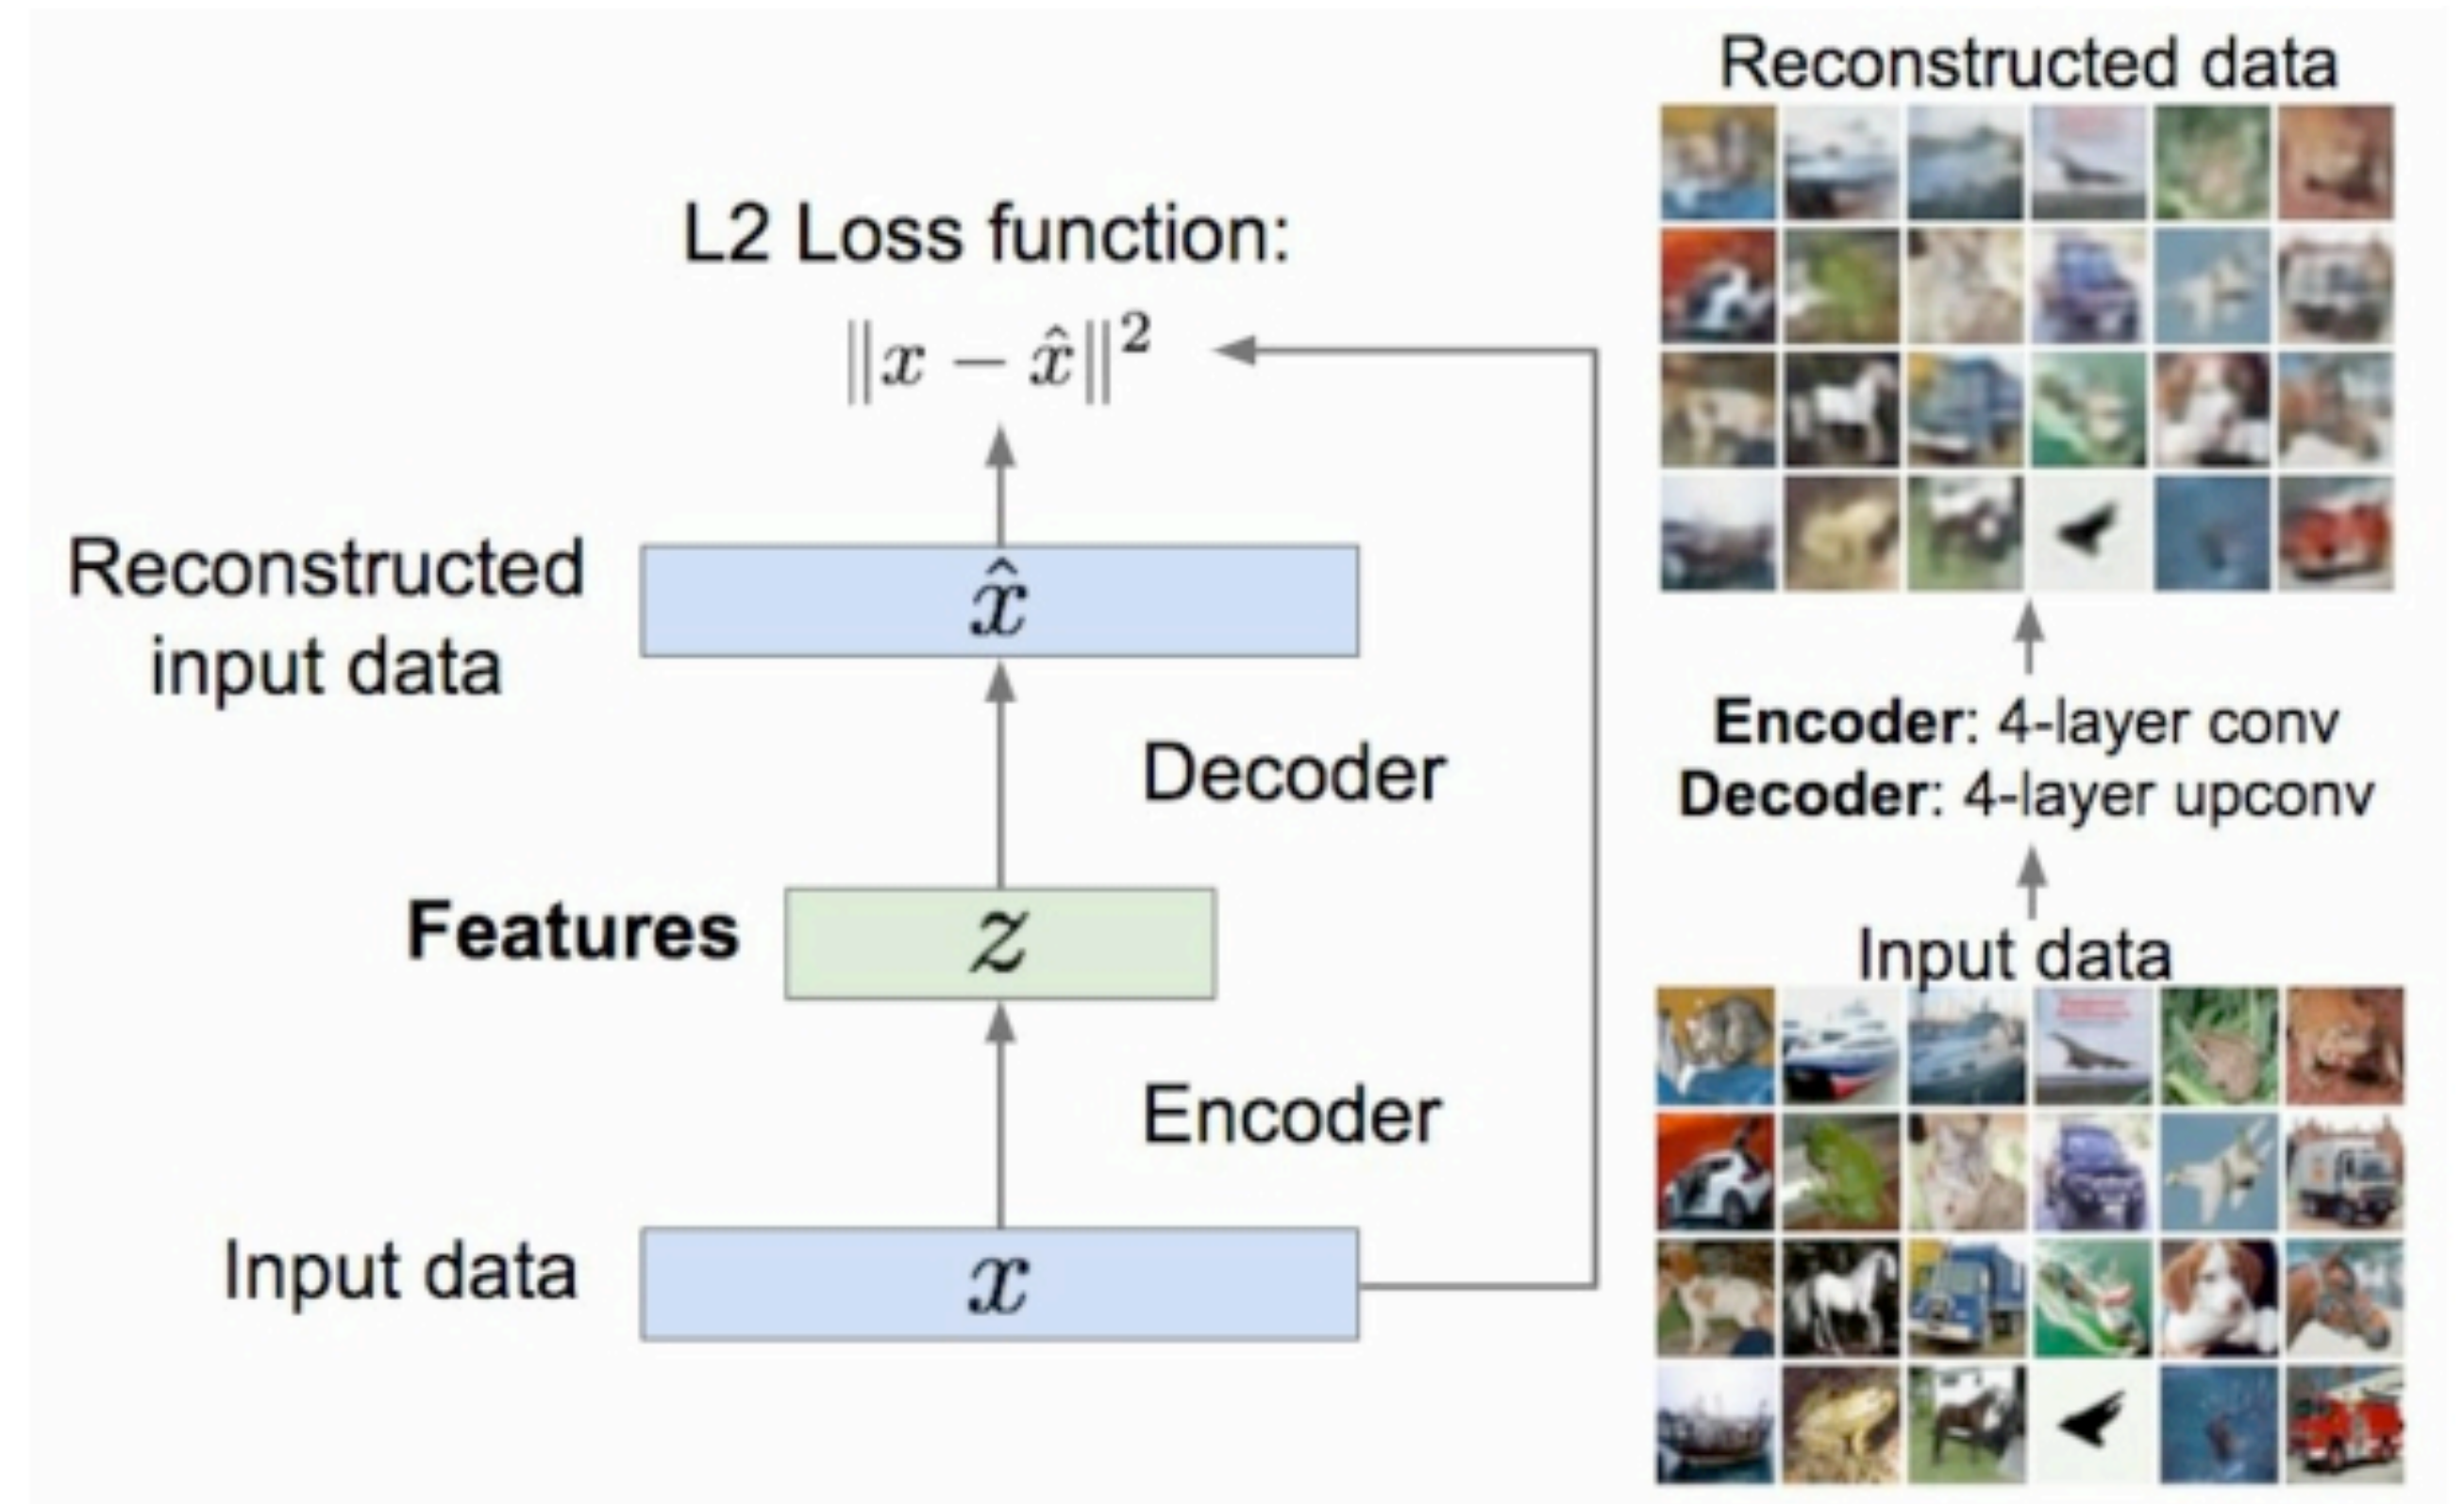 L2 Loss function:
‖x − x̂‖²
Reconstructed
input data
x̂
Decoder
Features
z
Encoder
Input data
x
Reconstructed data
Encoder: 4-layer conv
Decoder: 4-layer upconv
Input data